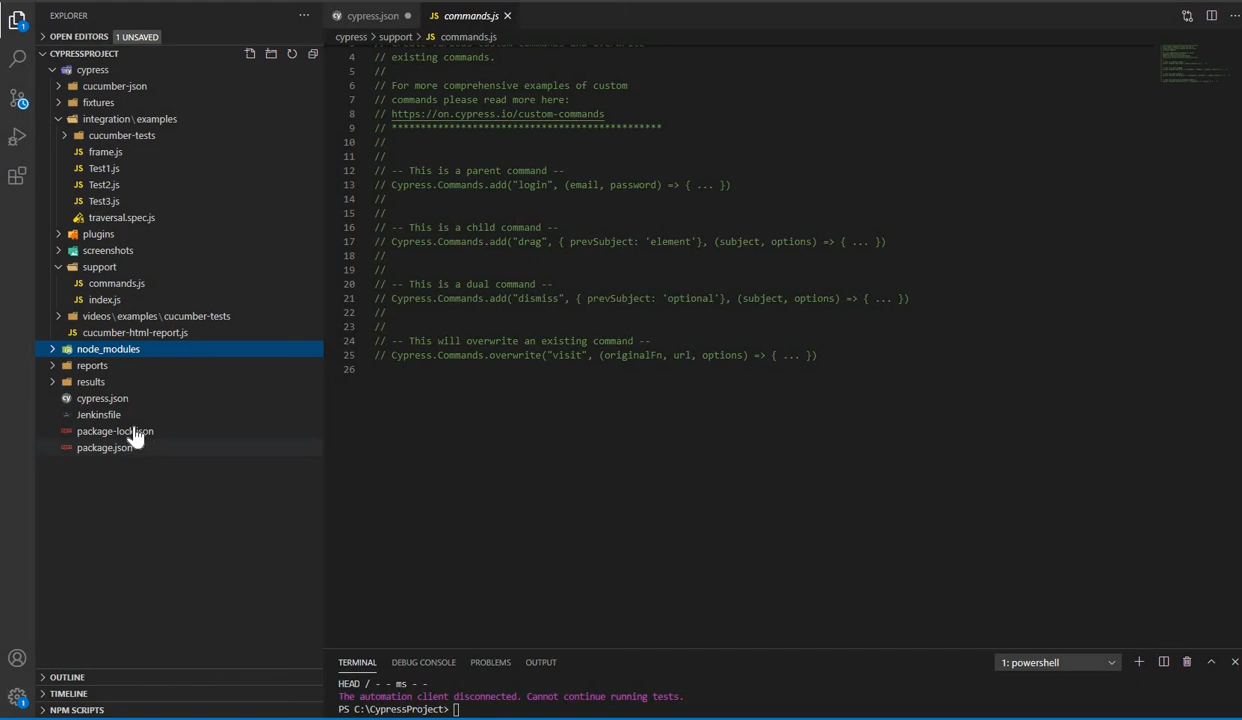 EXPLORER
OPEN EDITORS 1 UNSAVED
CYPRESSPROJECT
cypress
cucumber-json
fixtures
integration\examples
cucumber-tests
frame.js
Test1.js
Test2.js
Test3.js
traversal.spec.js
plugins
screenshots
support
commands.js
index.js
videos\examples\cucumber-tests
cucumber-html-report.js
node_modules
reports
results
cypress.json
Jenkinsfile
package-lock.json
package.json
OUTLINE
TIMELINE
NPM SCRIPTS
cypress.json
commands.js
cypress > support > commands.js
4 // existing commands.
5 //
6 // For more comprehensive examples of custom
7 // commands please read more here:
8 // https://on.cypress.io/custom-commands
9 // ***********************************************
10 //
11 //
12 // -- This is a parent command --
13 // Cypress.Commands.add("login", (email, password) => { ... })
14 //
15 //
16 // -- This is a child command --
17 // Cypress.Commands.add("drag", { prevSubject: 'element'}, (subject, options) => { ... })
18 //
19 //
20 // -- This is a dual command --
21 // Cypress.Commands.add("dismiss", { prevSubject: 'optional'}, (subject, options) => { ... })
22 //
23 //
24 // -- This will overwrite an existing command --
25 // Cypress.Commands.overwrite("visit", (originalFn, url, options) => { ... })
26
TERMINAL DEBUG CONSOLE PROBLEMS OUTPUT 1: powershell
HEAD / - - ms - -
The automation client disconnected. Cannot continue running tests.
PS C:\CypressProject>